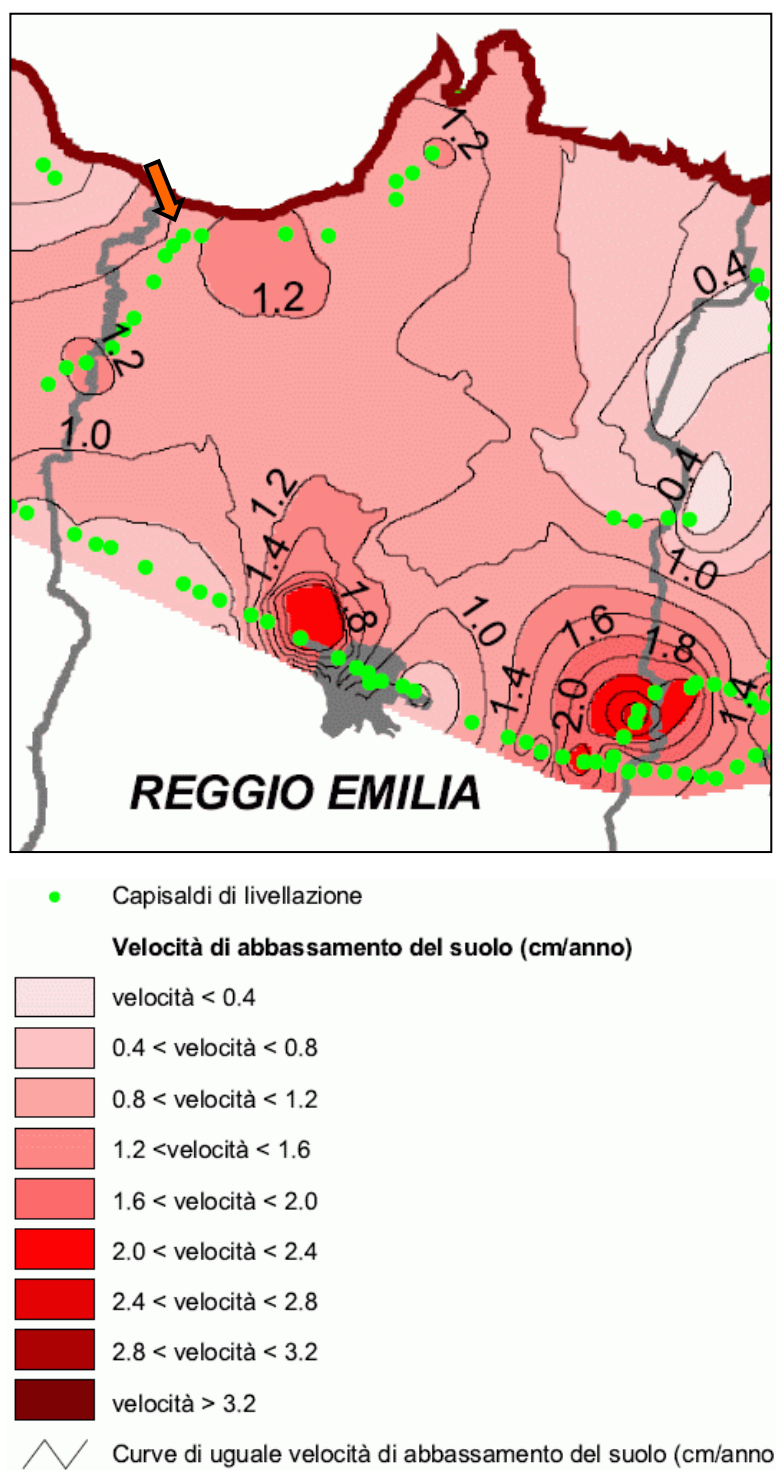 1.2
1.2
0.4
1.2
1.0
0.4
1.2
1.4
1.8
1.0
1.0
1.6
1.8
1.4
2.0
1.4
REGGIO EMILIA
Capisaldi di livellazione
Velocità di abbassamento del suolo (cm/anno)
velocità < 0.4
0.4 < velocità < 0.8
0.8 < velocità < 1.2
1.2 <velocità < 1.6
1.6 < velocità < 2.0
2.0 < velocità < 2.4
2.4 < velocità < 2.8
2.8 < velocità < 3.2
velocità > 3.2
Curve di uguale velocità di abbassamento del suolo (cm/anno